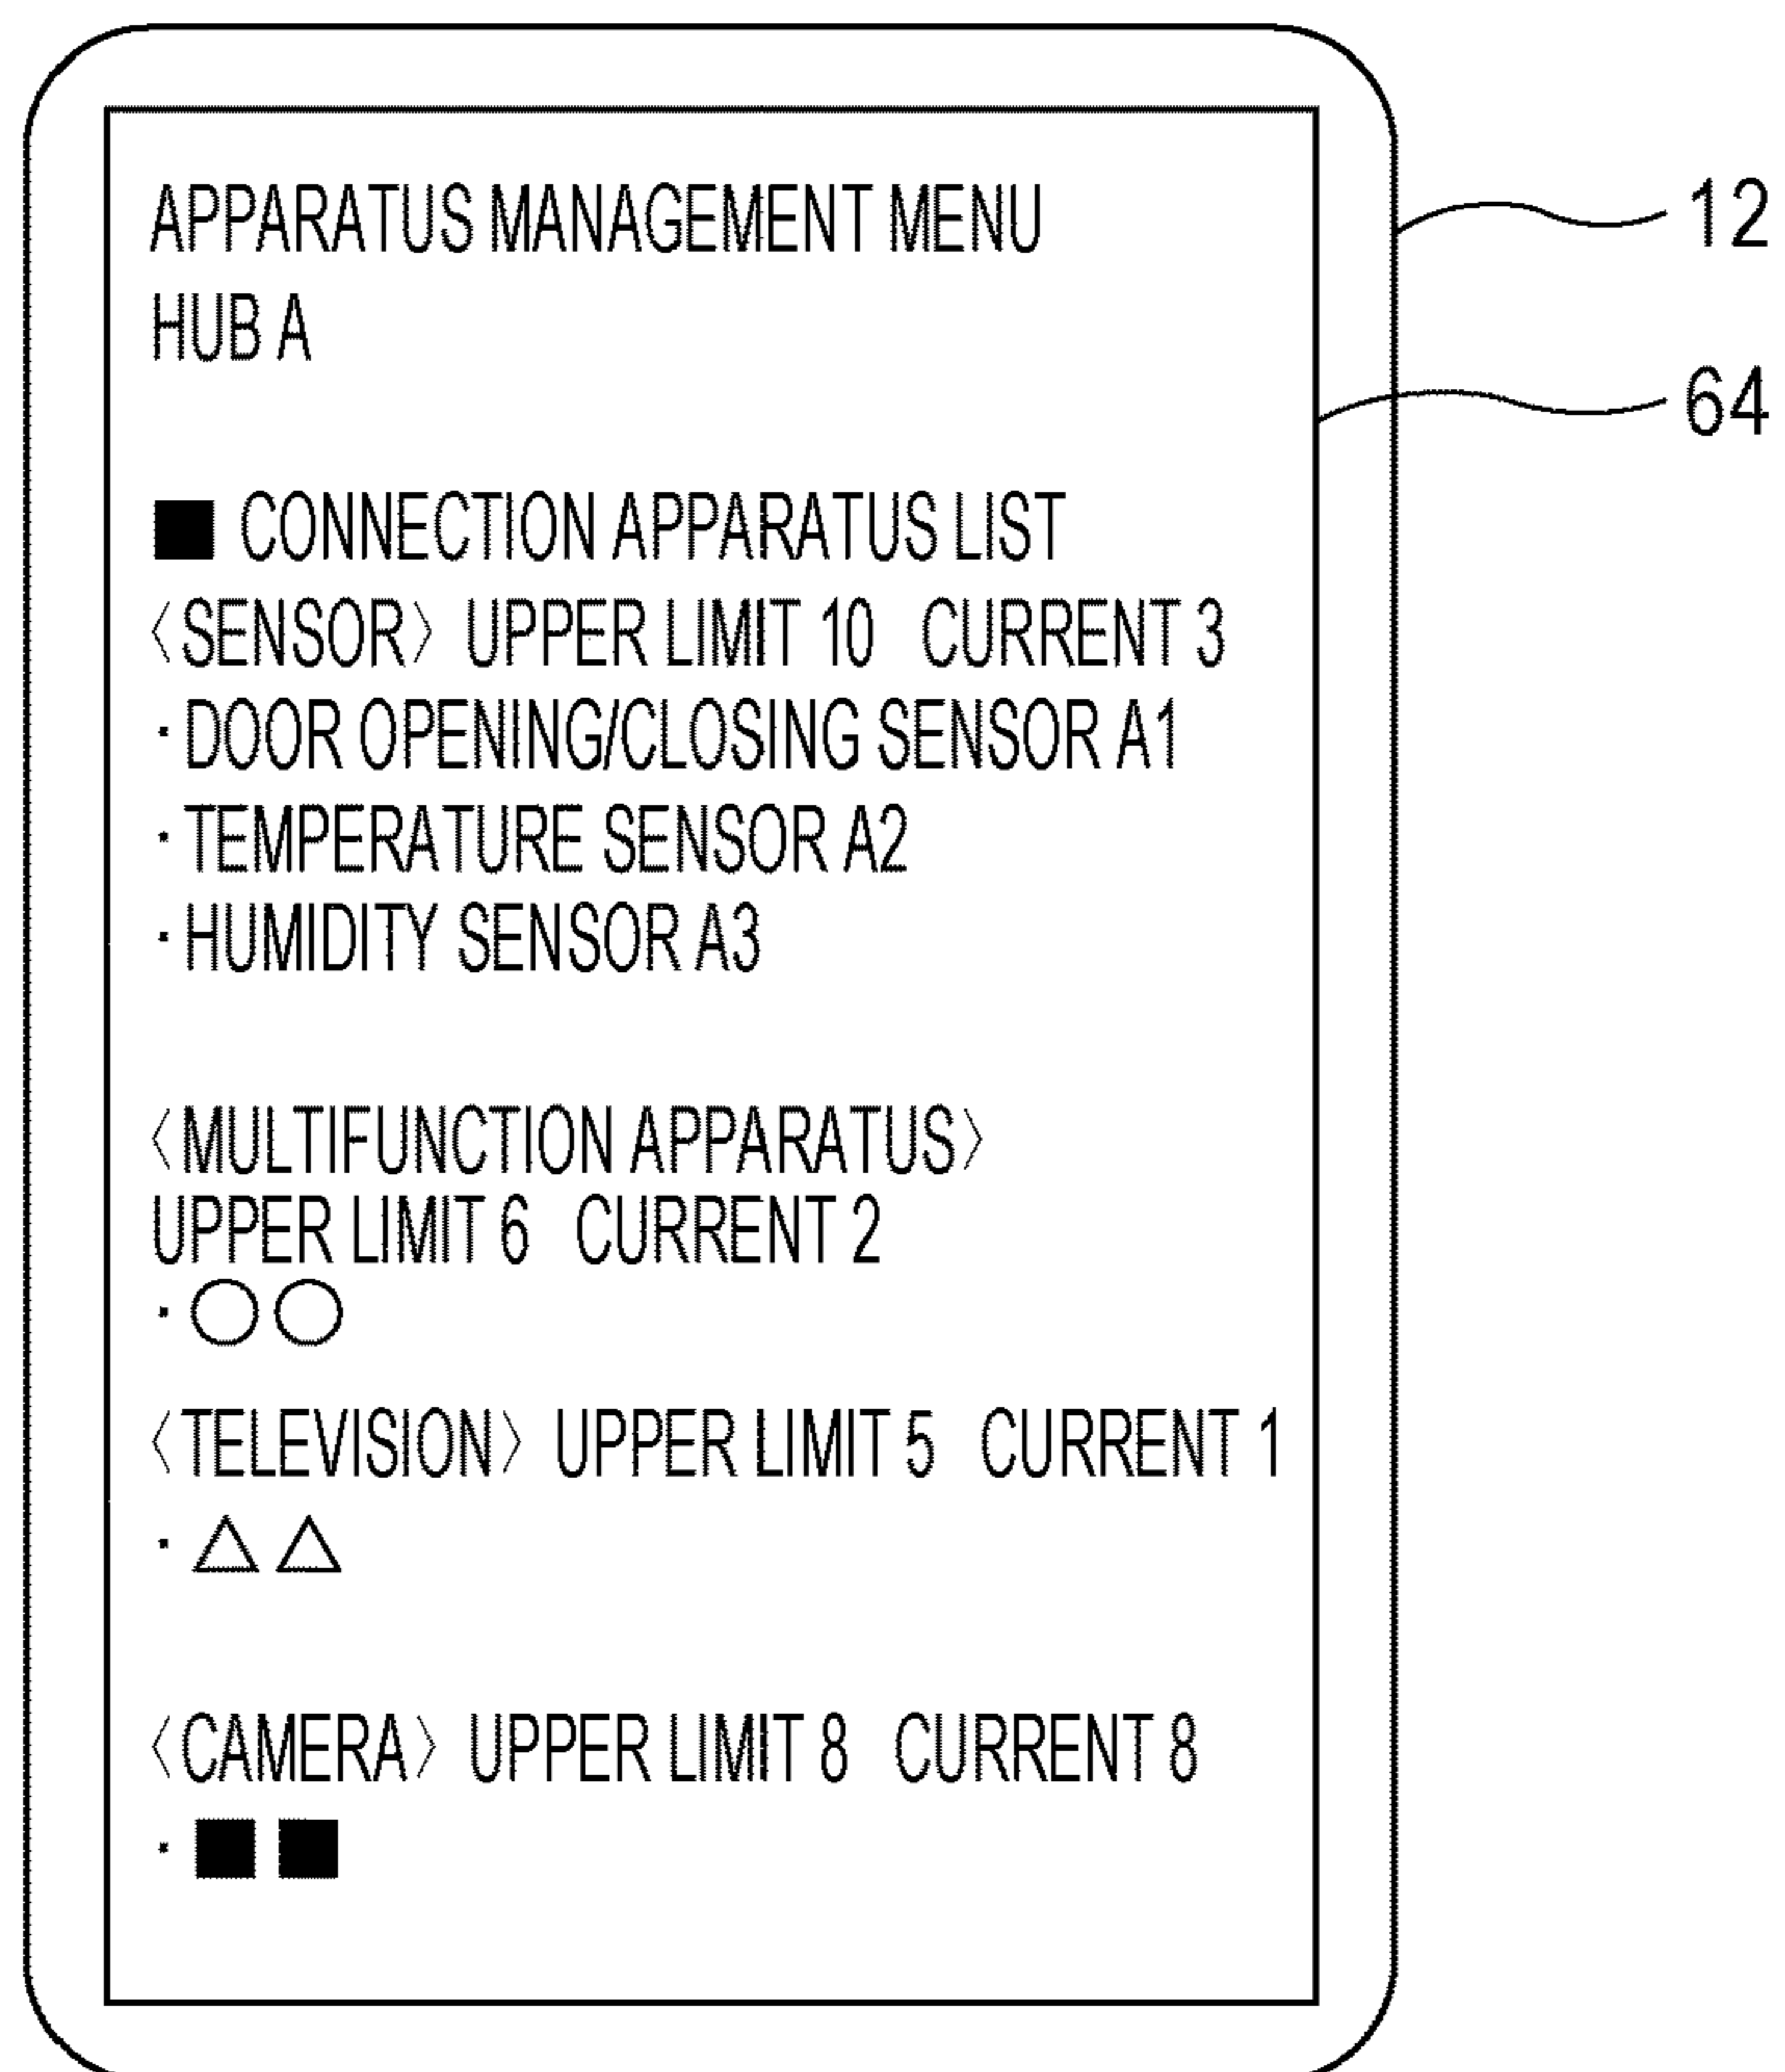 APPARATUS MANAGEMENT MENU
HUB A
■ CONNECTION APPARATUS LIST
〈SENSOR〉 UPPER LIMIT 10 CURRENT 3
・DOOR OPENING/CLOSING SENSOR A1
・TEMPERATURE SENSOR A2
・HUMIDITY SENSOR A3
〈MULTIFUNCTION APPARATUS〉
UPPER LIMIT 6 CURRENT 2
・○○
〈TELEVISION〉 UPPER LIMIT 5 CURRENT 1
・△△
〈CAMERA〉 UPPER LIMIT 8 CURRENT 8
・■■
12
64